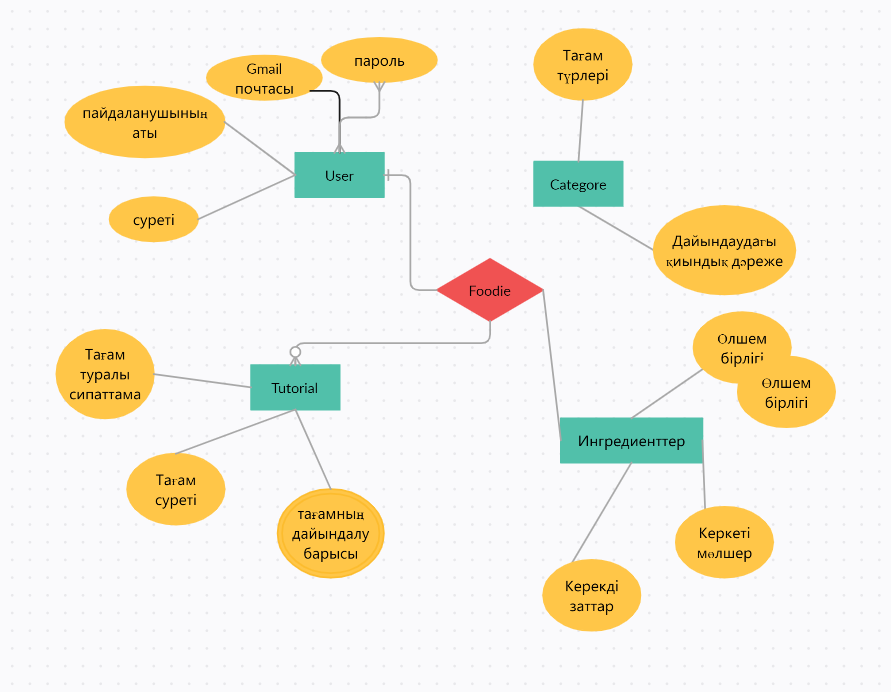 Gmail
почтасы
пароль
пайдаланушының
аты
суреті
User
Тағам
түрлері
Categore
Дайындаудағы
қиындық дәреже
Foodie
Тағам
туралы
сипаттама
Tutorial
Тағам
суреті
тағамның
дайындалу
барысы
Өлшем
бірлігі
Өлшем
бірлігі
Ингредиенттер
Керкеті
мөлшер
Керекді
заттар